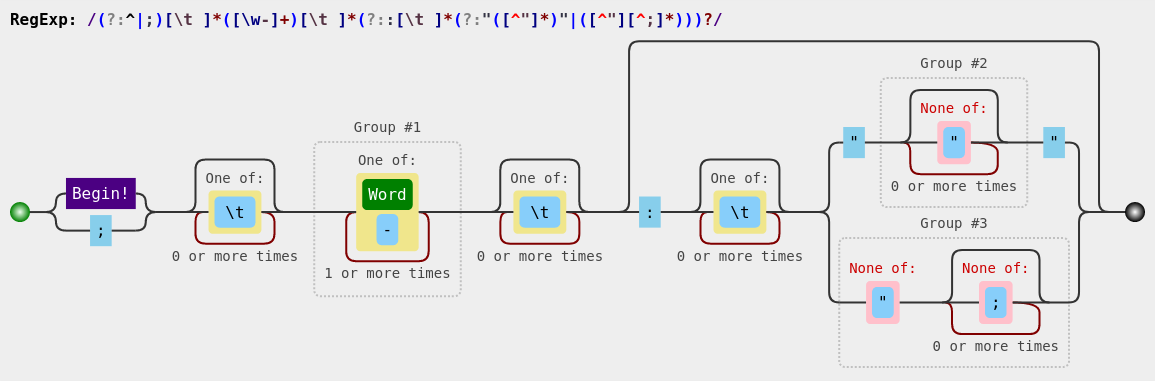 RegExp: /(?:^|;)[\t ]*([\w-]+)[\t ]*(?::[\t ]*(?:"([^"]*)"|([^"][^;]*)))?/
Group #2
None of:
"
"
"
0 or more times
Group #1
One of:
Word
-
1 or more times
Begin!
;
One of:
\t
0 or more times
One of:
\t
0 or more times
:
One of:
\t
0 or more times
Group #3
None of:
"
None of:
;
0 or more times